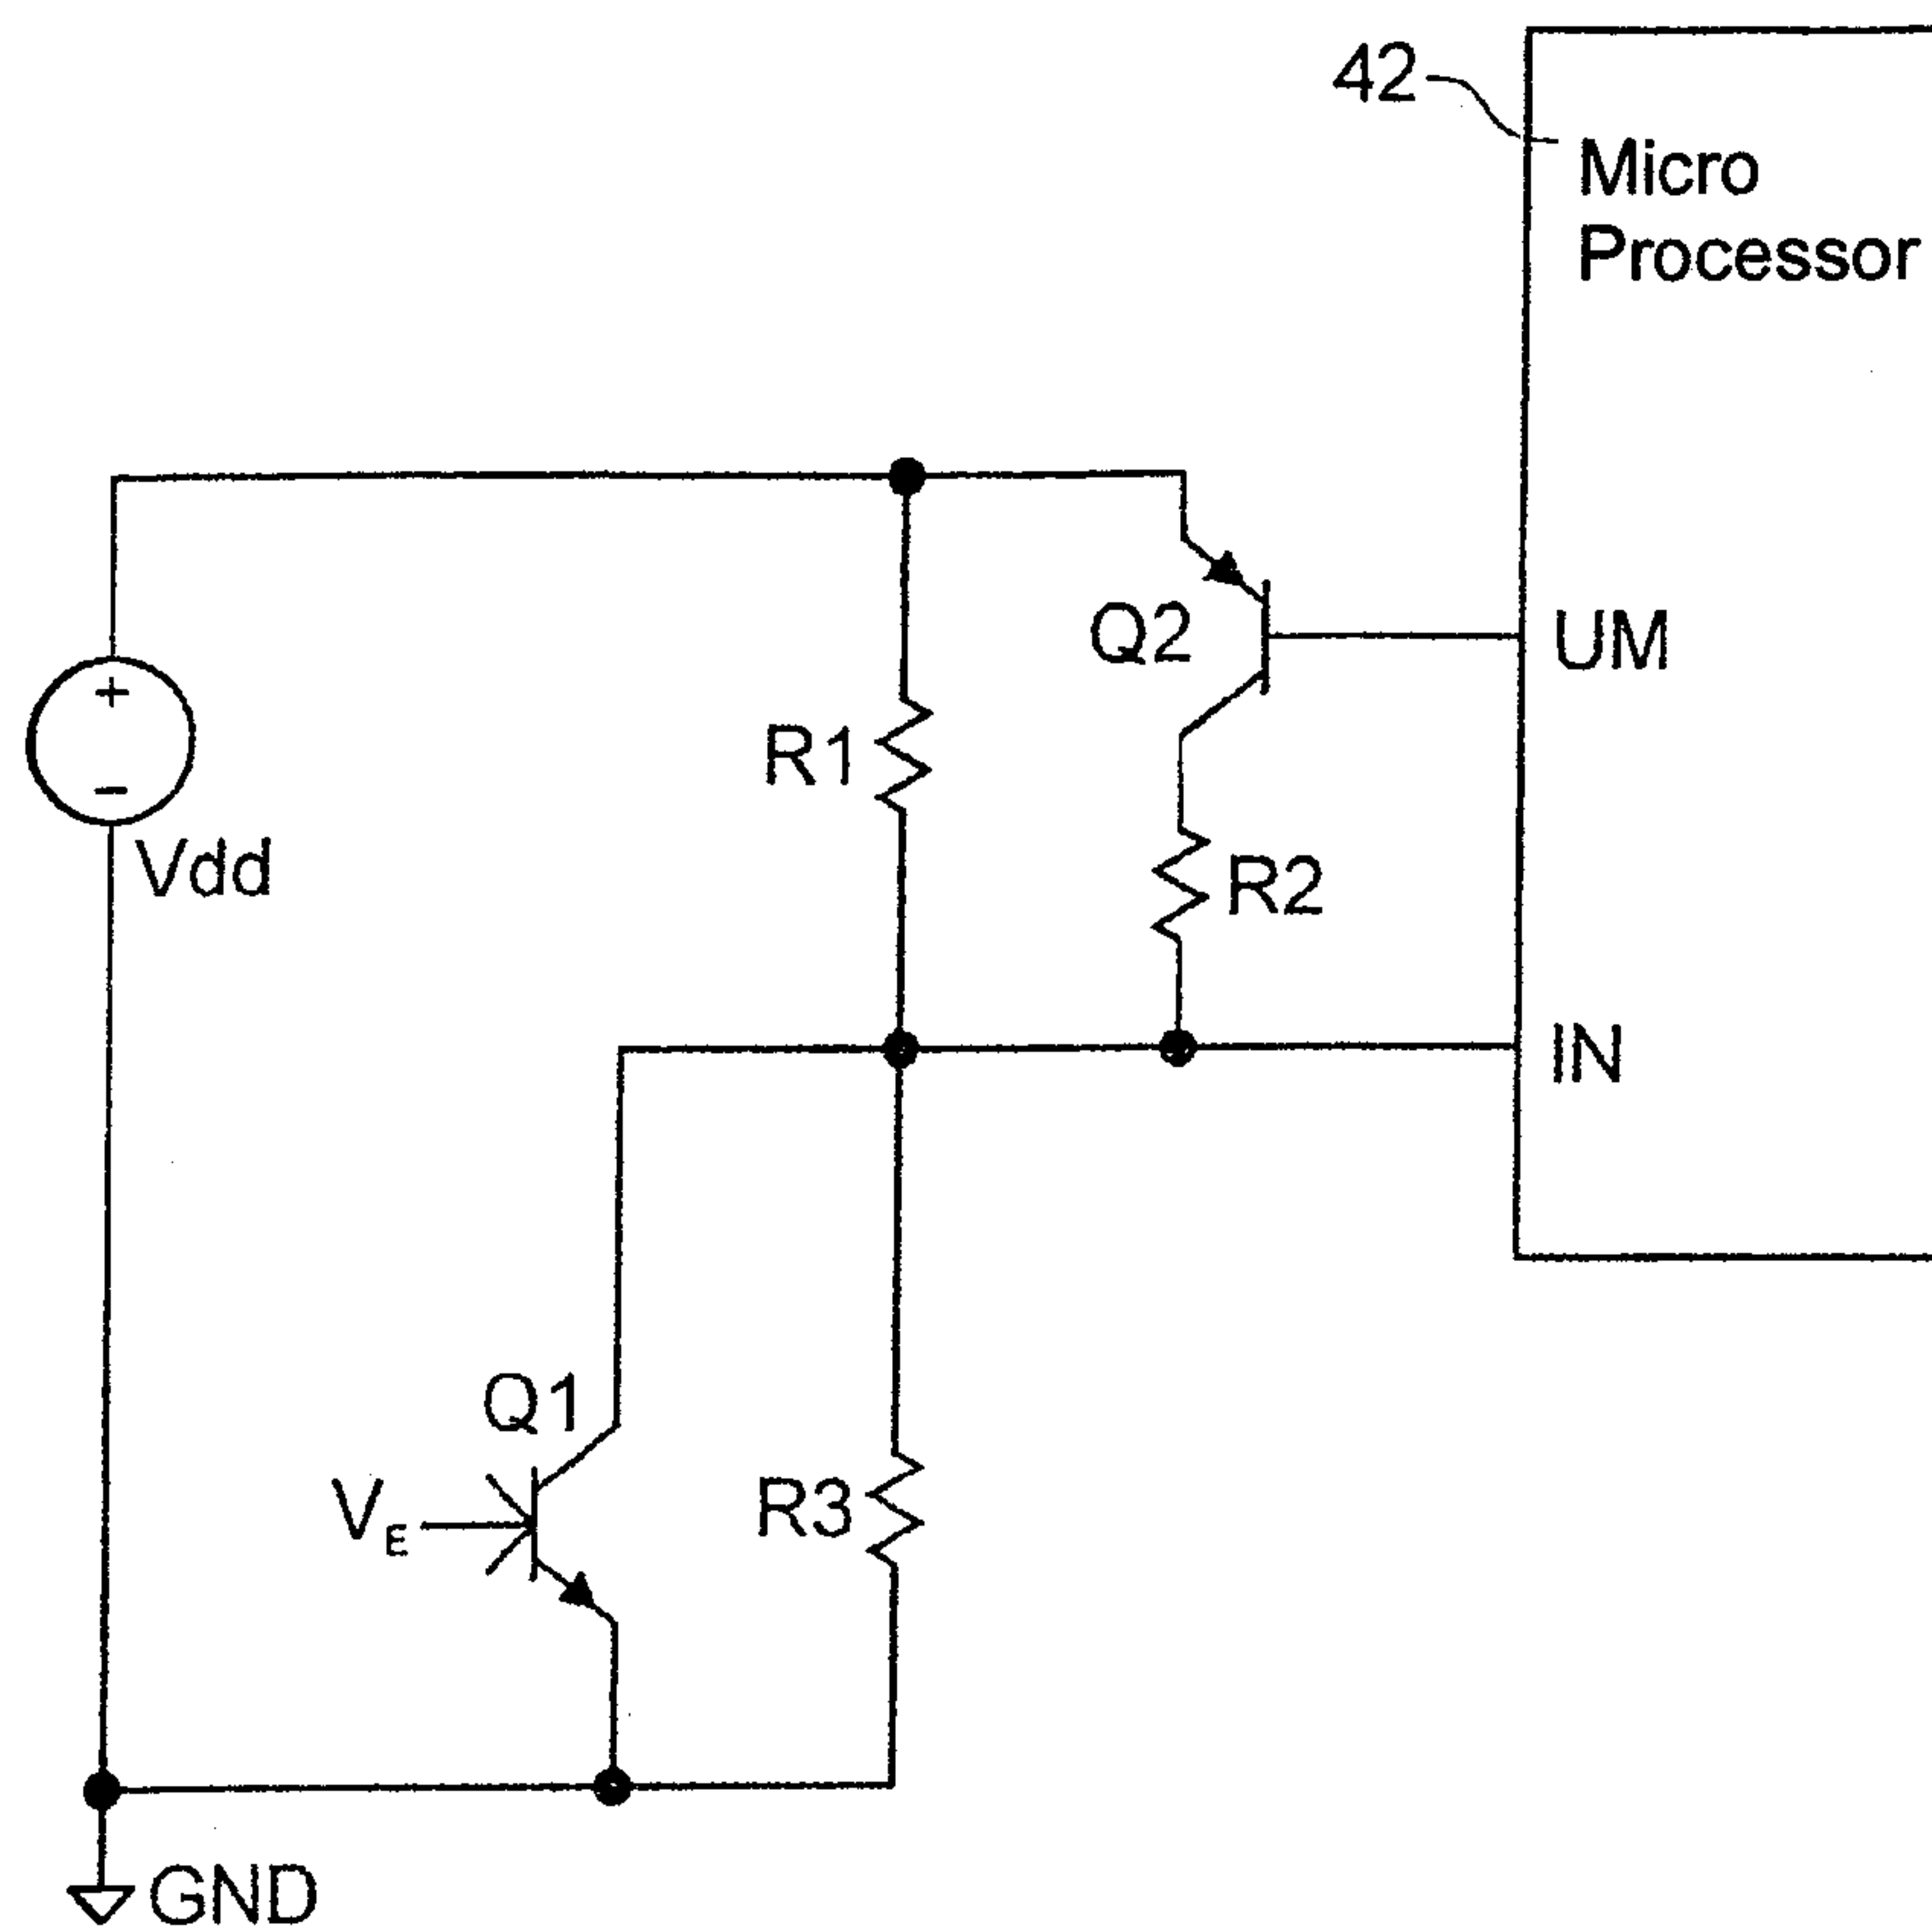 42
Micro
Processor
Q2
UM
R1
+
−
Vdd
R2
IN
Q1
VE
R3
GND